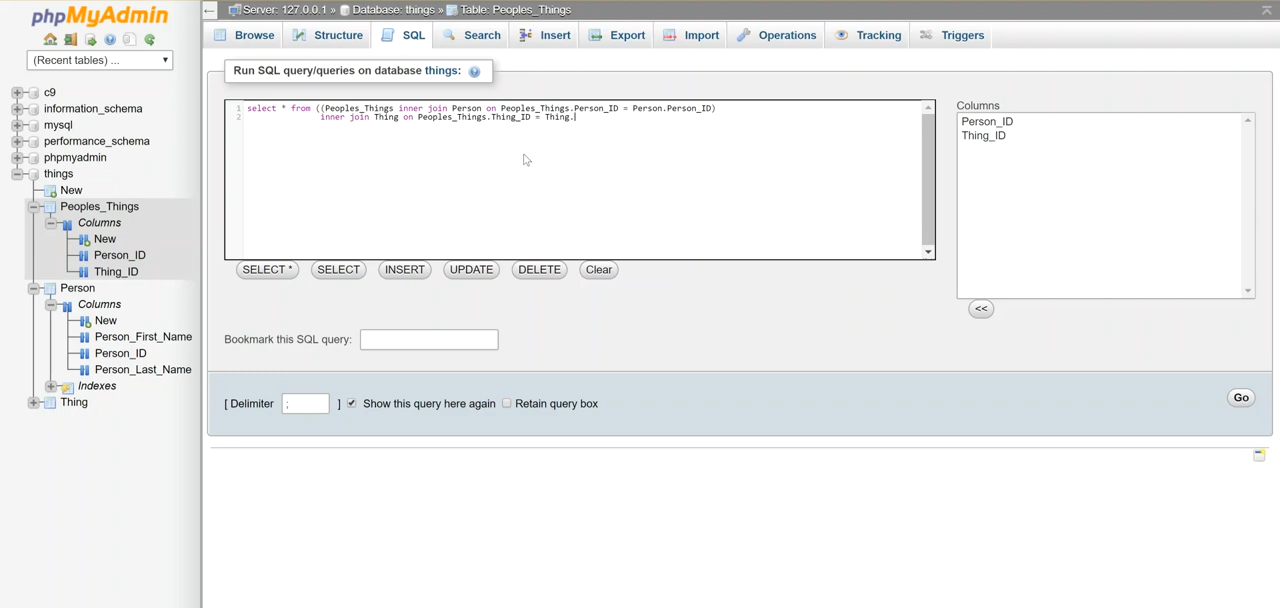 phpMyAdmin
(Recent tables) ...
c9
information_schema
mysql
performance_schema
phpmyadmin
things
New
Peoples_Things
Columns
New
Person_ID
Thing_ID
Person
Columns
New
Person_First_Name
Person_ID
Person_Last_Name
Indexes
Thing
Server: 127.0.0.1 » Database: things » Table: Peoples_Things
Browse Structure SQL Search Insert Export Import Operations Tracking Triggers
Run SQL query/queries on database things:
1 select * from ((Peoples_Things inner join Person on Peoples_Things.Person_ID = Person.Person_ID)
2 inner join Thing on Peoples_Things.Thing_ID = Thing.
Columns
Person_ID
Thing_ID
SELECT * SELECT INSERT UPDATE DELETE Clear
<<
Bookmark this SQL query:
[ Delimiter ; ] Show this query here again Retain query box
Go